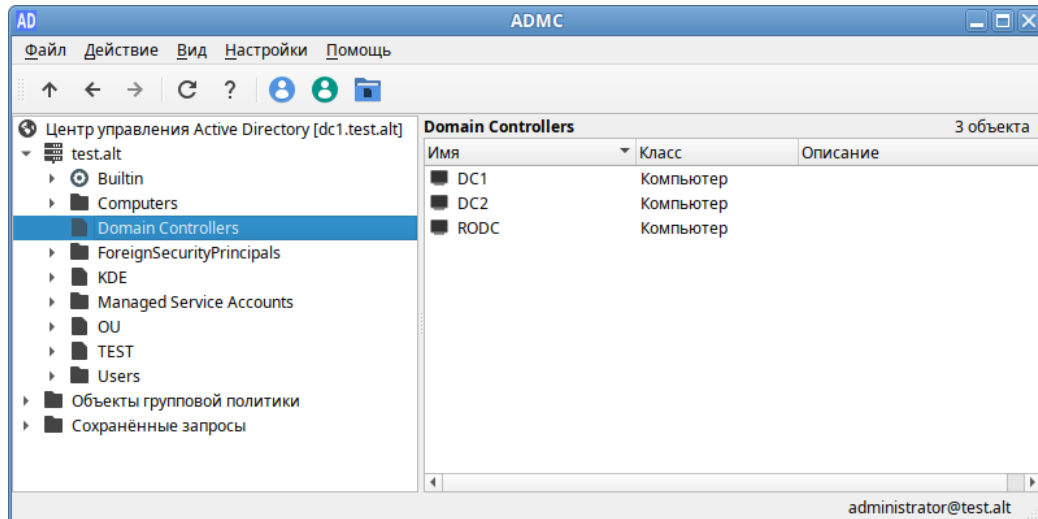 AD ADMC
Файл Действие Вид Настройки Помощь
?
Центр управления Active Directory [dc1.test.alt]
test.alt
Builtin
Computers
Domain Controllers
ForeignSecurityPrincipals
KDE
Managed Service Accounts
OU
TEST
Users
Объекты групповой политики
Сохранённые запросы
Domain Controllers 3 объекта
Имя Класс Описание
DC1 Компьютер
DC2 Компьютер
RODC Компьютер
administrator@test.alt